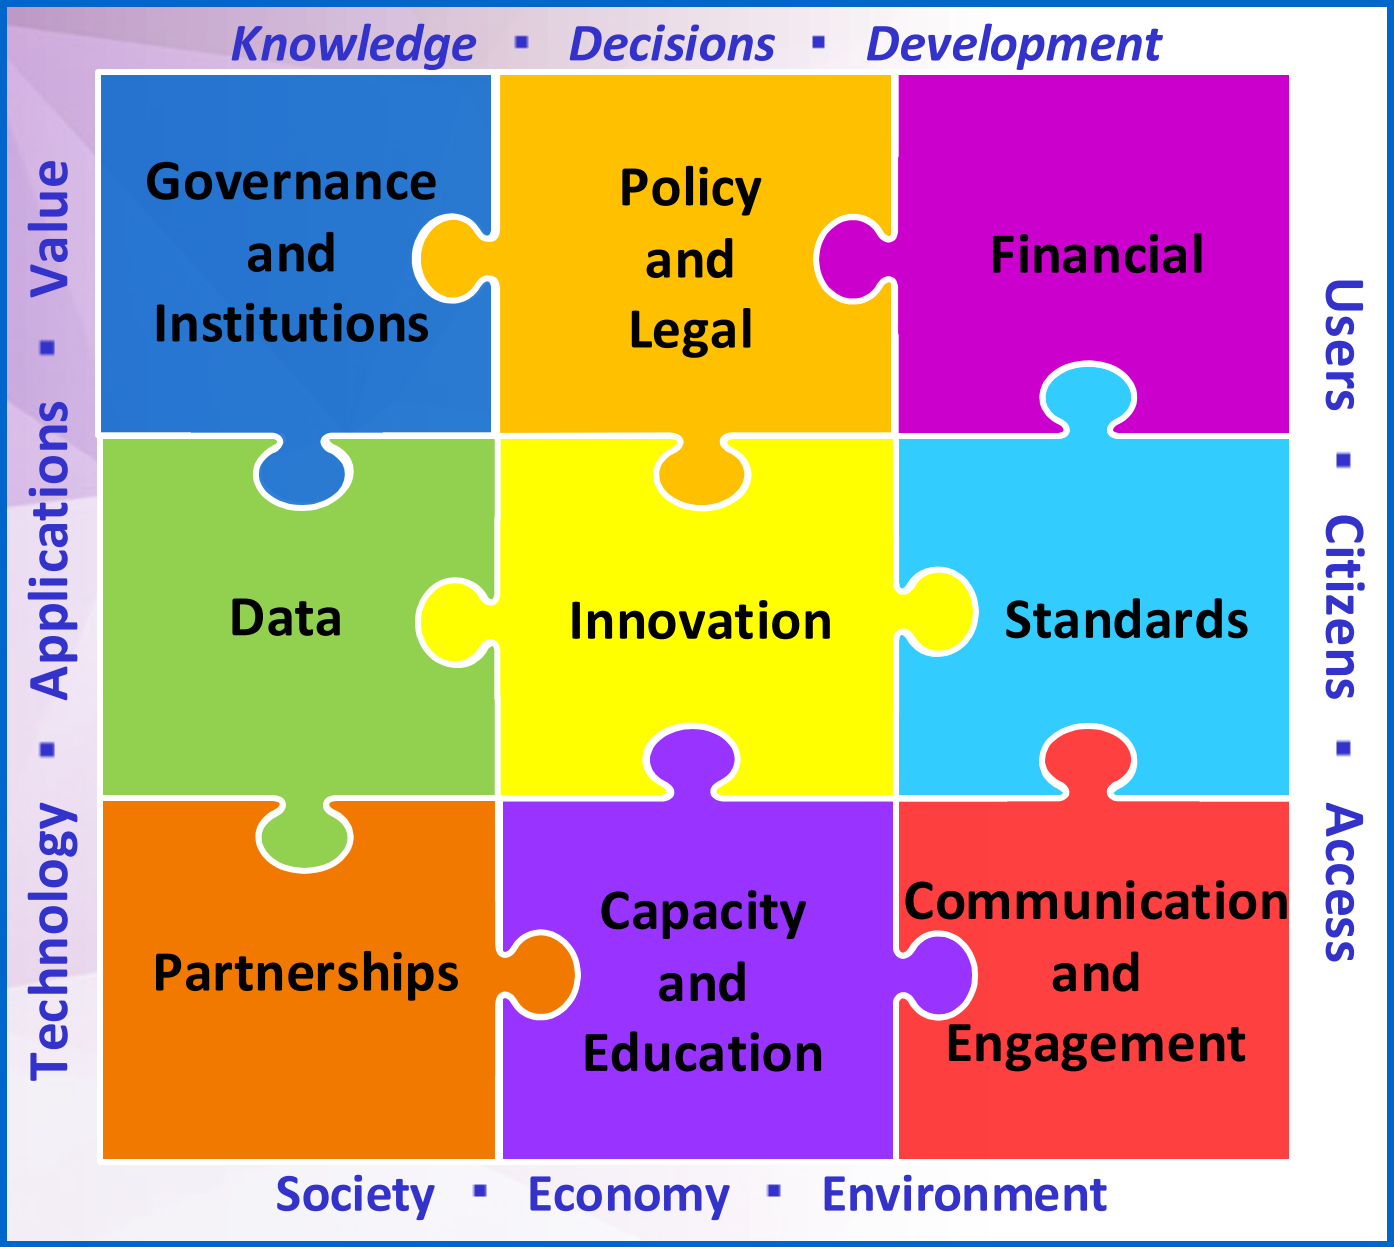 Knowledge ▪ Decisions ▪ Development
Governance
and
Institutions
Policy
and
Legal
Financial
Data
Innovation
Standards
Partnerships
Capacity
and
Education
Communication
and
Engagement
Technology ▪ Applications ▪ Value
Users ▪ Citizens ▪ Access
Society ▪ Economy ▪ Environment